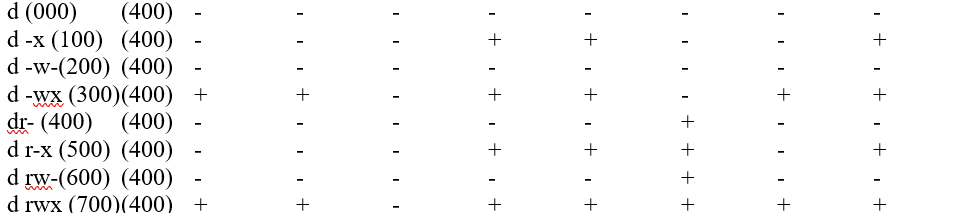 d (000) (400) - - - - - - - -
d -x (100) (400) - - - + + - - +
d -w-(200) (400) - - - - - - - -
d -wx (300)(400) + + - + + - + +
dr- (400) (400) - - - - - + - -
d r-x (500) (400) - - - + + + - +
d rw-(600) (400) - - - - - + - -
d rwx (700)(400) + + - + + + + +